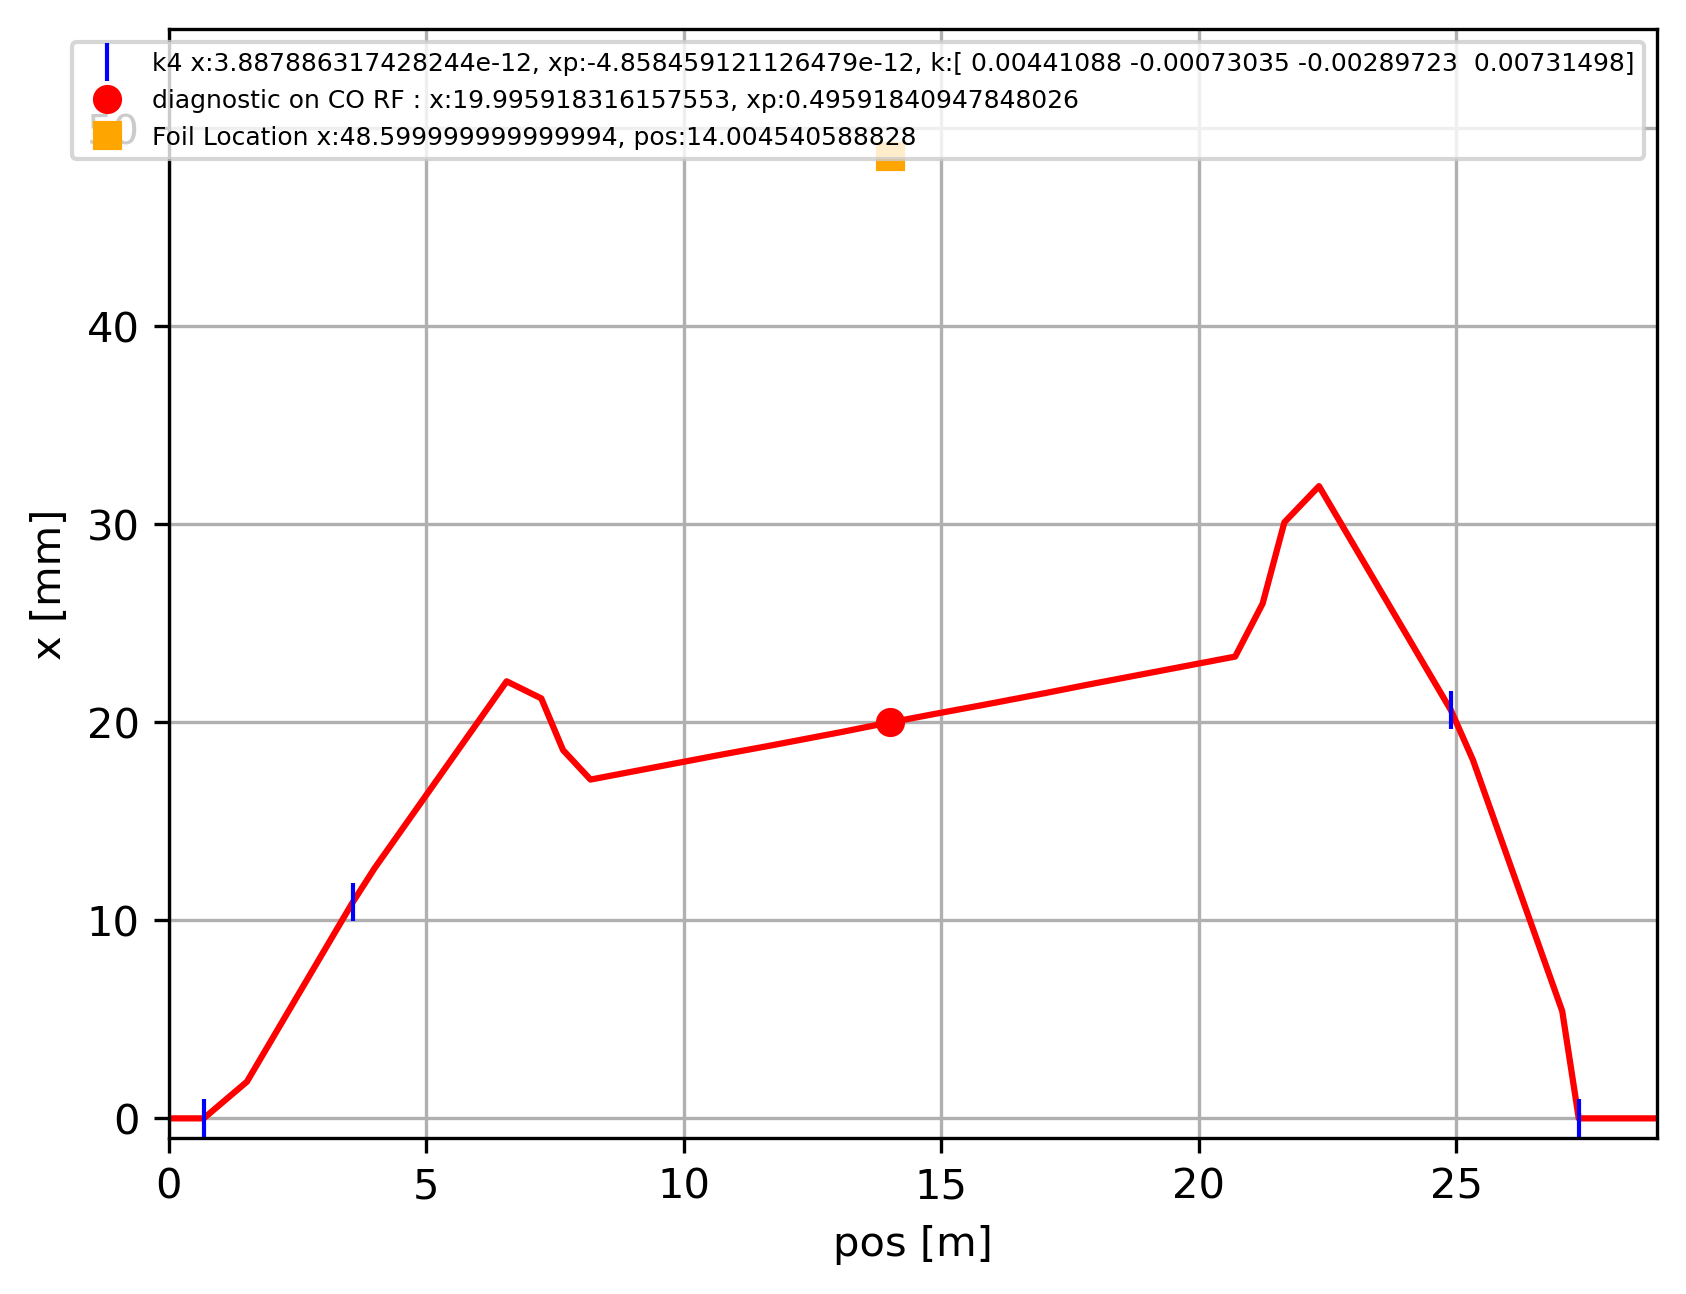 k4 x:3.887886317428244e-12, xp:-4.858459121126479e-12, k:[ 0.00441088 -0.00073035 -0.00289723  0.00731498]
diagnostic on CO RF : x:19.995918316157553, xp:0.49591840947848026
50
Foil Location x:48.599999999999994, pos:14.004540588828
40
30
20
10
0
x [mm]
0 5 10 15 20 25
pos [m]